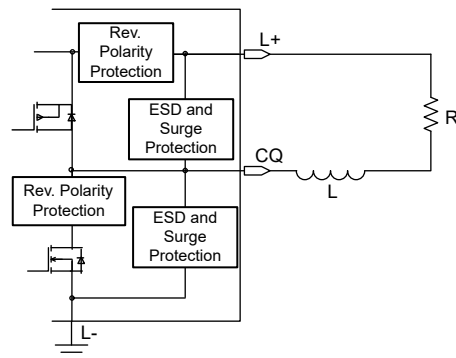 Rev.
Polarity
Protection
L+
R
ESD and
Surge
Protection
CQ
L
Rev. Polarity
Protection
ESD and
Surge
Protection
L-